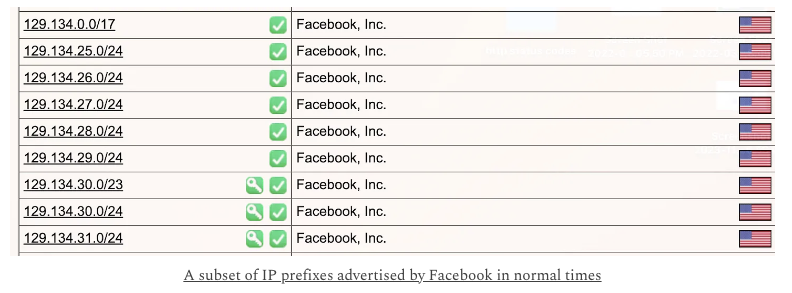 129.134.0.0/17 Facebook, Inc.
129.134.25.0/24 Facebook, Inc.
129.134.26.0/24 Facebook, Inc.
129.134.27.0/24 Facebook, Inc.
129.134.28.0/24 Facebook, Inc.
129.134.29.0/24 Facebook, Inc.
129.134.30.0/23 Facebook, Inc.
129.134.30.0/24 Facebook, Inc.
129.134.31.0/24 Facebook, Inc.
A subset of IP prefixes advertised by Facebook in normal times